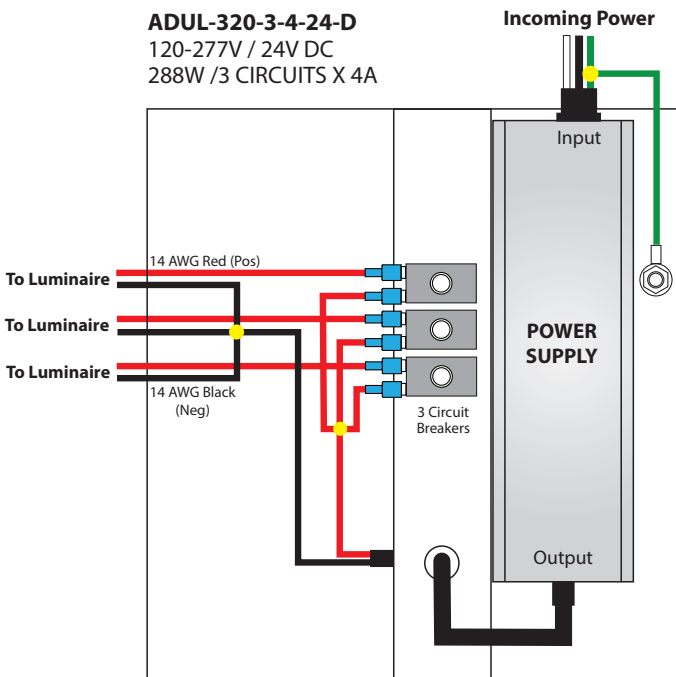 ADUL-320-3-4-24-D
120-277V / 24V DC
288W /3 CIRCUITS X 4A
Incoming Power
Input
14 AWG Red (Pos)
To Luminaire
To Luminaire
To Luminaire
14 AWG Black
(Neg)
3 Circuit
Breakers
POWER
SUPPLY
Output